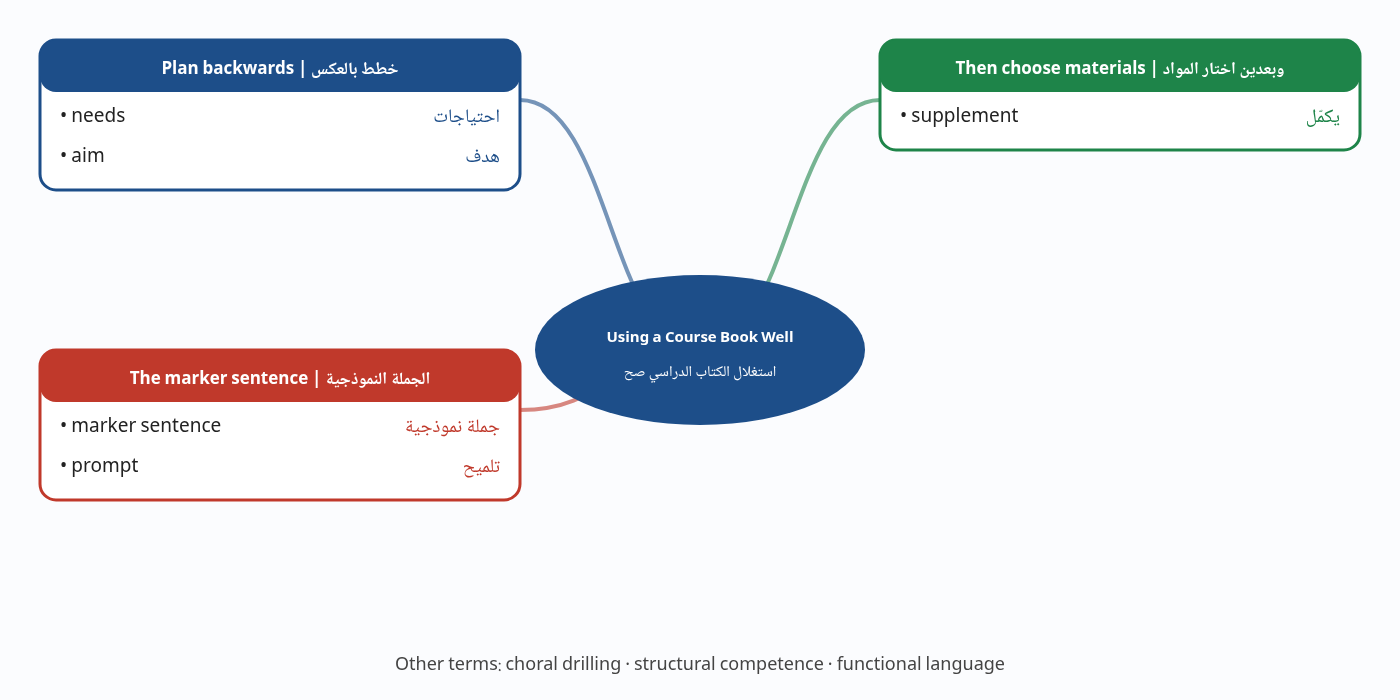 Plan backwards | خطط بالعكس
• needs احتياجات
• aim هدف
Then choose materials | وبعدين اختار المواد
• supplement يكمّل
Using a Course Book Well
استغلال الكتاب الدراسي صح
The marker sentence | الجملة النموذجية
• marker sentence جملة نموذجية
• prompt تلميح
Other terms: choral drilling · structural competence · functional language